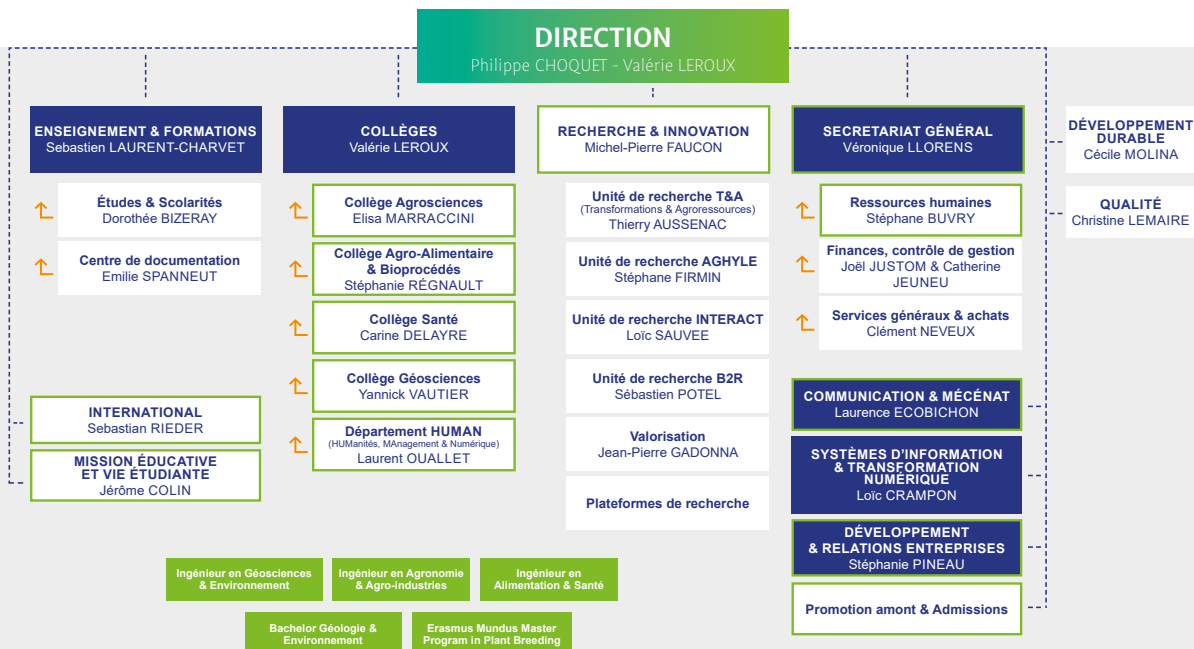 DIRECTION
Philippe CHOQUET - Valérie LEROUX
ENSEIGNEMENT & FORMATIONS
Sebastien LAURENT-CHARVET
Études & Scolarités
Dorothée BIZERAY
Centre de documentation
Emilie SPANNEUT
INTERNATIONAL
Sebastian RIEDER
MISSION ÉDUCATIVE
ET VIE ÉTUDIANTE
Jérôme COLIN
COLLÈGES
Valérie LEROUX
Collège Agrosciences
Elisa MARRACCINI
Collège Agro-Alimentaire
& Bioprocédés
Stéphanie RÉGNAULT
Collège Santé
Carine DELAYRE
Collège Géosciences
Yannick VAUTIER
Département HUMAN
(HUManités, MAnagement & Numérique)
Laurent OUALLET
RECHERCHE & INNOVATION
Michel-Pierre FAUCON
Unité de recherche T&A
(Transformations & Agroressources)
Thierry AUSSENAC
Unité de recherche AGHYLE
Stéphane FIRMIN
Unité de recherche INTERACT
Loïc SAUVEE
Unité de recherche B2R
Sébastien POTEL
Valorisation
Jean-Pierre GADONNA
Plateformes de recherche
SECRETARIAT GÉNÉRAL
Véronique LLORENS
Ressources humaines
Stéphane BUVRY
Finances, contrôle de gestion
Joël JUSTOM & Catherine
JEUNEU
Services généraux & achats
Clément NEVEUX
COMMUNICATION & MÉCÉNAT
Laurence ECOBICHON
SYSTÈMES D'INFORMATION
& TRANSFORMATION
NUMÉRIQUE
Loïc CRAMPON
DÉVELOPPEMENT
& RELATIONS ENTREPRISES
Stéphanie PINEAU
Promotion amont & Admissions
DÉVELOPPEMENT
DURABLE
Cécile MOLINA
QUALITÉ
Christine LEMAIRE
Ingénieur en Géosciences
& Environnement
Ingénieur en Agronomie
& Agro-industries
Ingénieur en
Alimentation & Santé
Bachelor Géologie &
Environnement
Erasmus Mundus Master
Program in Plant Breeding